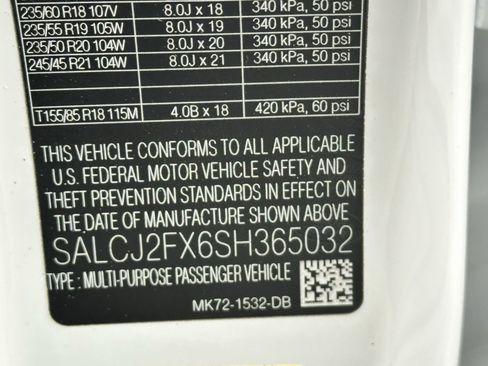 235/60 R18 107V 8.0J x 18 340 kPa, 50 psi
235/55 R19 105W 8.0J x 19 340 kPa, 50 psi
235/50 R20 104W 8.0J x 20 340 kPa, 50 psi
245/45 R21 104W 8.0J x 21 340 kPa, 50 psi
T155/85 R18 115M 4.0B x 18 420 kPa, 60 psi
THIS VEHICLE CONFORMS TO ALL APPLICABLE
U.S. FEDERAL MOTOR VEHICLE SAFETY AND
THEFT PREVENTION STANDARDS IN EFFECT ON
THE DATE OF MANUFACTURE SHOWN ABOVE
SALCJ2FX6SH365032
TYPE : MULTI-PURPOSE PASSENGER VEHICLE
MK72-1532-DB